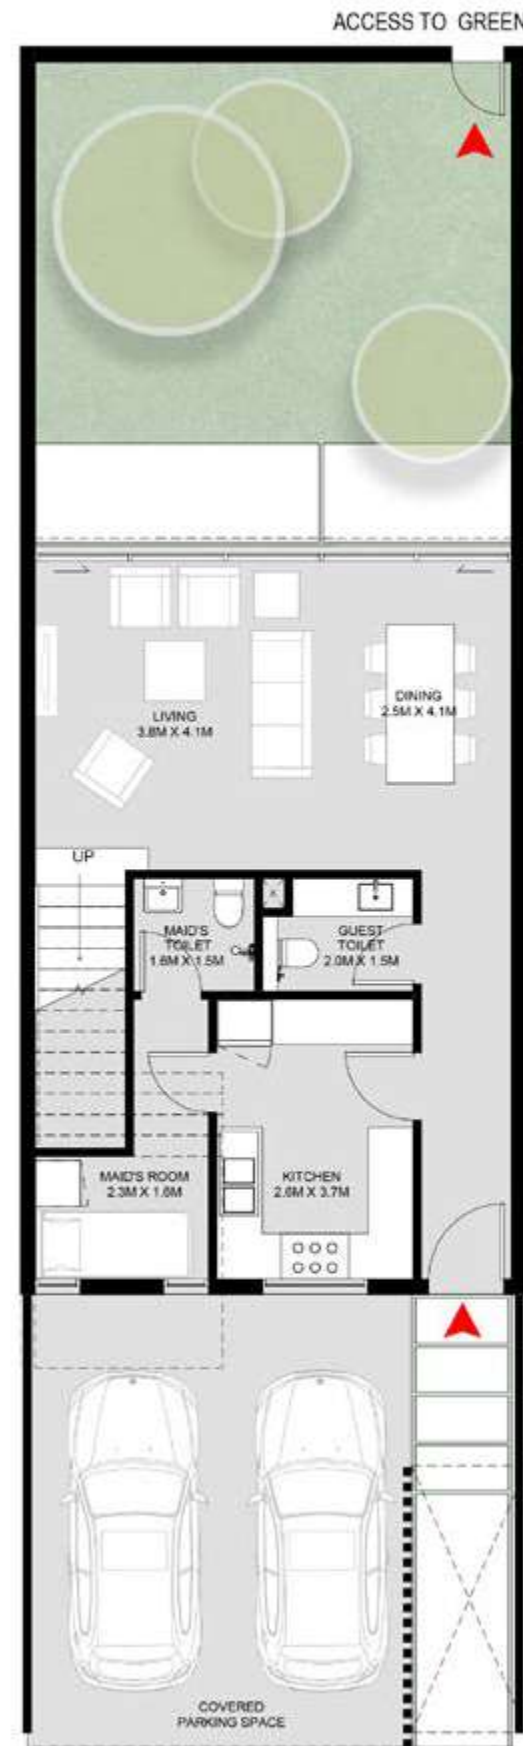 ACCESS TO GREEN
LIVING
3.8M X 4.1M
DINING
2.5M X 4.1M
UP
MAID'S
TOILET
1.6M X 1.5M
GUEST
TOILET
2.0M X 1.5M
MAID'S ROOM
2.3M X 1.6M
KITCHEN
2.6M X 3.7M
COVERED
PARKING SPACE